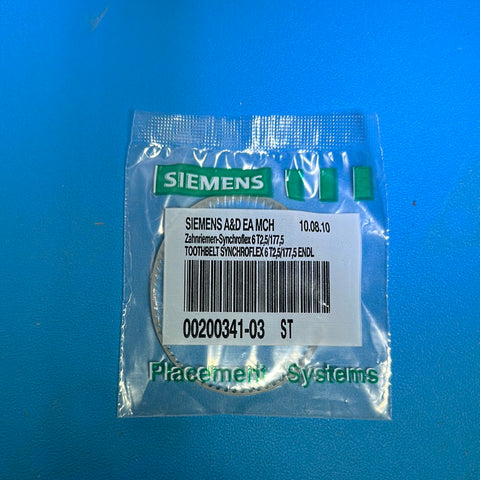 SIEMENS
SIEMENS A&D EA MCH 10.08.10
Zahnriemen-Synchroflex 6 T2,5/177,5
TOOTHBELT SYNCHROFLEX 6 T2,5/177,5 ENDL
00200341-03 ST
Placement Systems